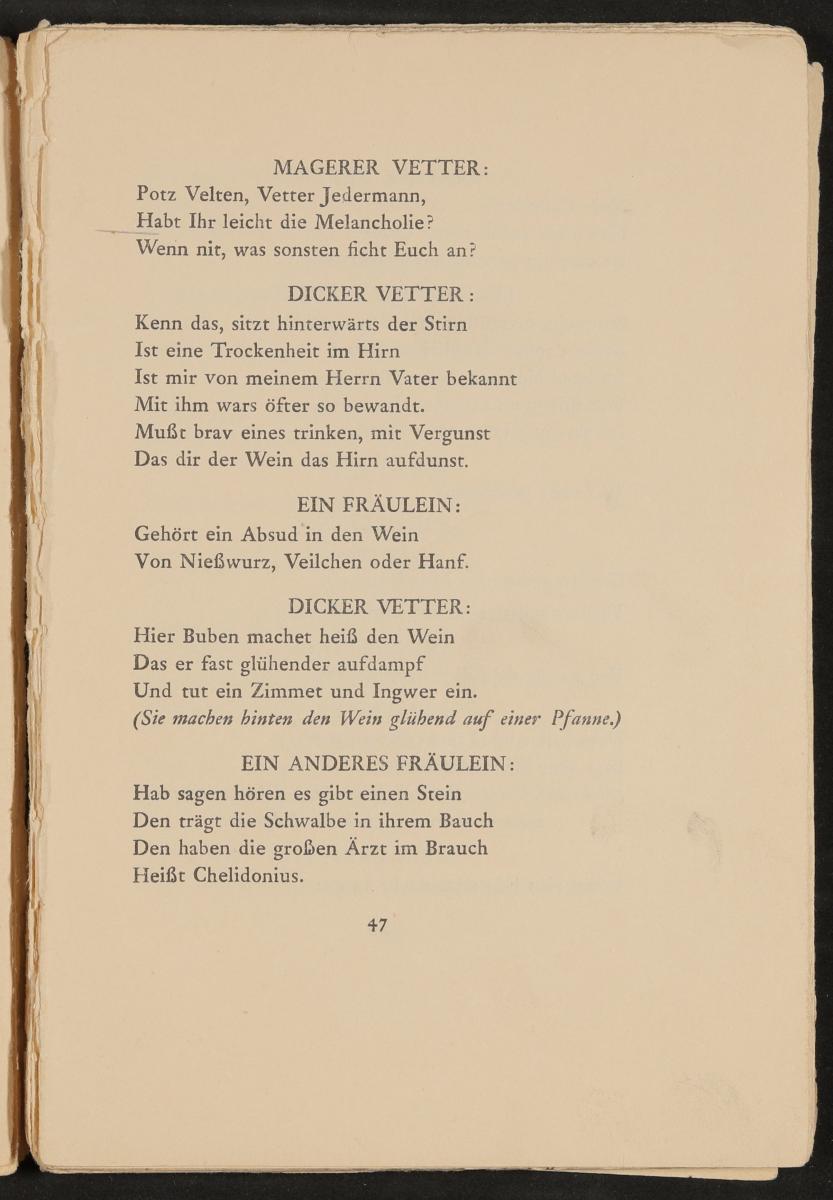 MAGERER VETTER:
Potz Velten, Vetter Jedermann,
Habt Ihr leicht die Melancholie?
Wenn nit, was sonsten ficht Euch an?
DICKER VETTER:
Kenn das, sitzt hinterwärts der Stirn
Ist eine Trockenheit im Hirn
Ist mir von meinem Herrn Vater bekannt
Mit ihm wars öfter so bewandt.
Mußt brav eines trinken, mit Vergunst
Das dir der Wein das Hirn aufdunst.
EIN FRÄULEIN:
Gehört ein Absud in den Wein
Von Nießwurz, Veilchen oder Hanf.
DICKER VETTER:
Hier Buben machet heiß den Wein
Das er fast glühender aufdampf
Und tut ein Zimmet und Ingwer ein.
(Sie machen hinten den Wein glühend auf einer Pfanne.)
EIN ANDERES FRÄULEIN:
Hab sagen hören es gibt einen Stein
Den trägt die Schwalbe in ihrem Bauch
Den haben die großen Ärzt im Brauch
Heißt Chelidonius.
47